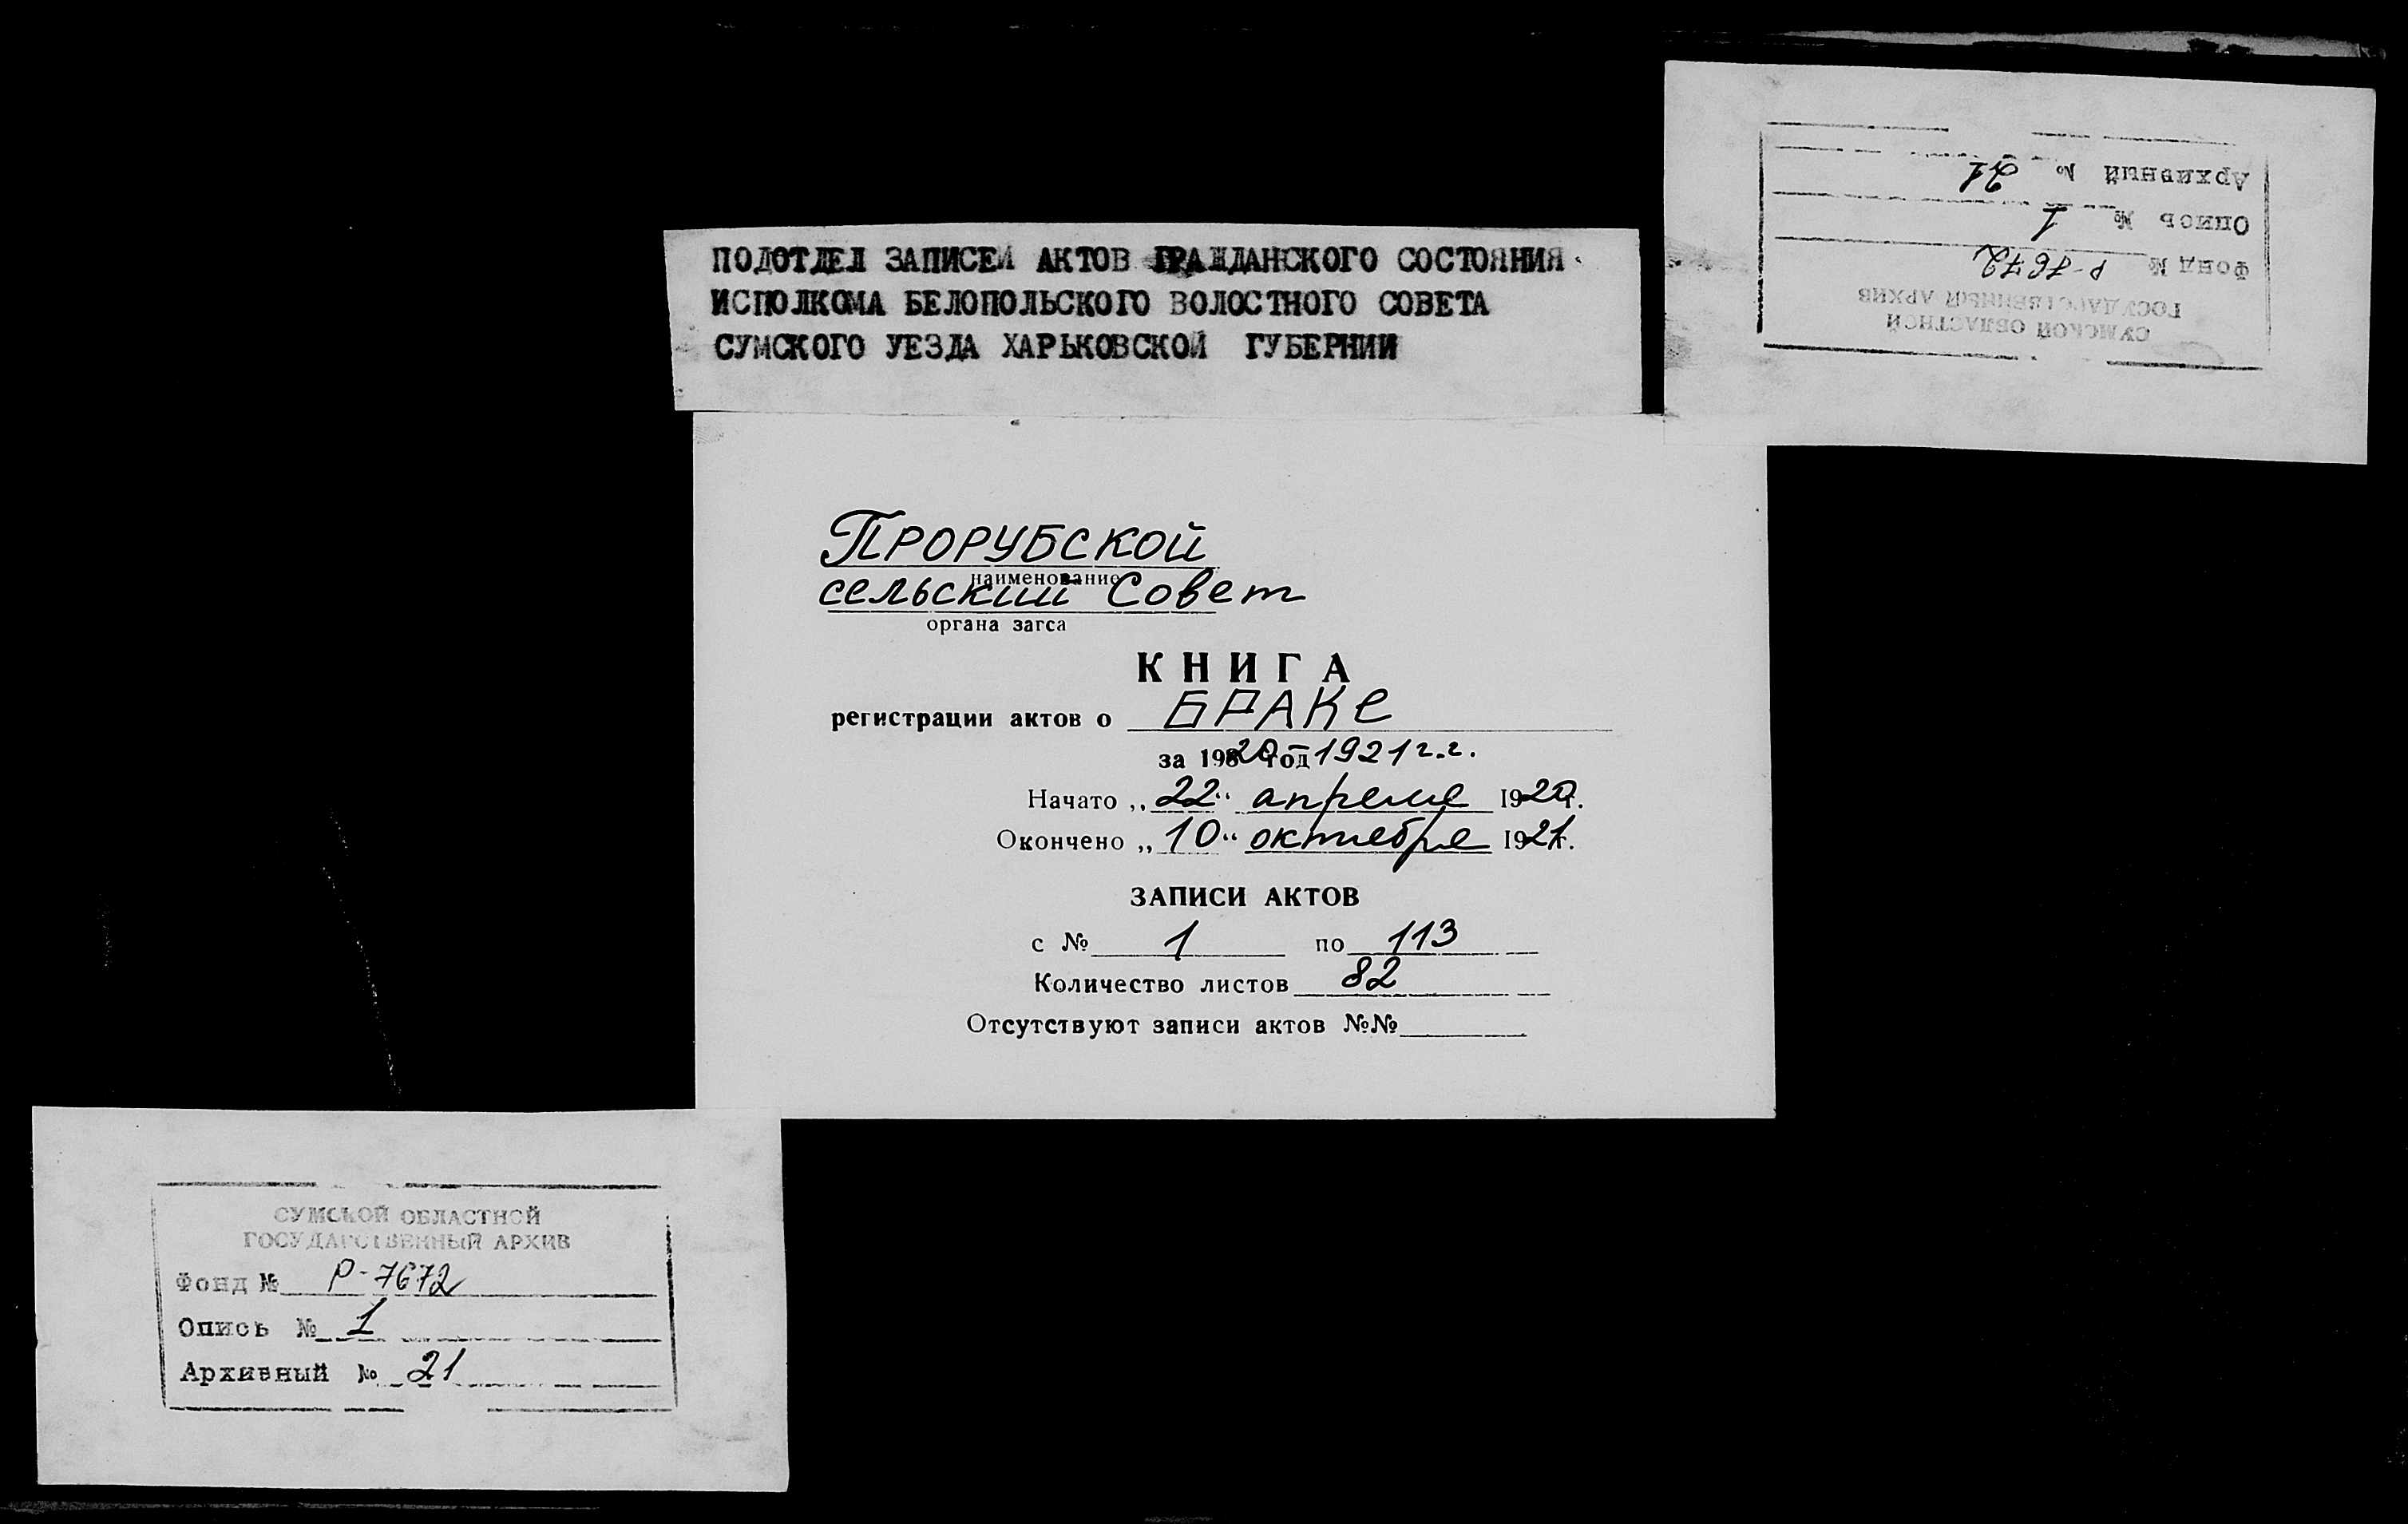 ПОДОТДЕЛ ЗАПИСЕЙ АКТОВ ГРАЖДАНСКОГО СОСТОЯНИЯ
ИСПОЛКОМА БЕЛОПОЛЬСКОГО ВОЛОСТНОГО СОВЕТА
СУМСКОГО УЕЗДА ХАРЬКОВСКОЙ ГУБЕРНИИ
СУМСКОЙ ОБЛАСТНОЙ
ГОСУДАРСТВЕННЫЙ АРХИВ
Фонд № Р-7672
Опись № 1
Архивный № 21
Прорубской
наименование
сельский Совет
органа загса
КНИГА
регистрации актов о БРАКЕ
за 1920 год – 1921 г.г.
Начато „22“ апреля 1920г.
Окончено „10“ октября 1921г.
ЗАПИСИ АКТОВ
с № 1 по 113
Количество листов 82
Отсутствуют записи актов №№
СУМСКОЙ ОБЛАСТНОЙ
ГОСУДАРСТВЕННЫЙ АРХИВ
Фонд № Р-7672
Опись № 1
Архивный № 21